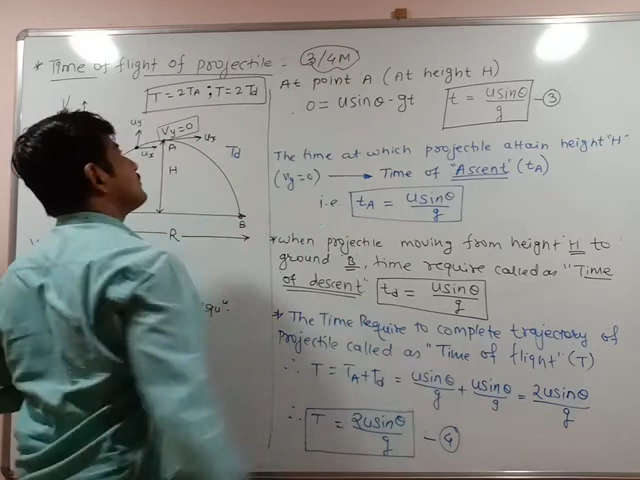 * Time of flight of projectile - 3/4M
T = 2TA ; T = 2Td
uy
Vy=0
ux
ux
A
Td
H
B
R
At point A (At height H)
0 = usinθ - gt
t = usinθ/g - 3
The time at which projectile attain height "H"
(Vy=0) → Time of "Ascent" (tA)
i.e. tA = usinθ/g
* when projectile moving from height H to
ground B, time require called as "Time
of descent" td = usinθ/g
* The Time Require to complete trajectory of
Projectile called as "Time of flight" (T)
∴ T = TA + Td = usinθ/g + usinθ/g = 2usinθ/g
∴ T = 2usinθ/g - 4